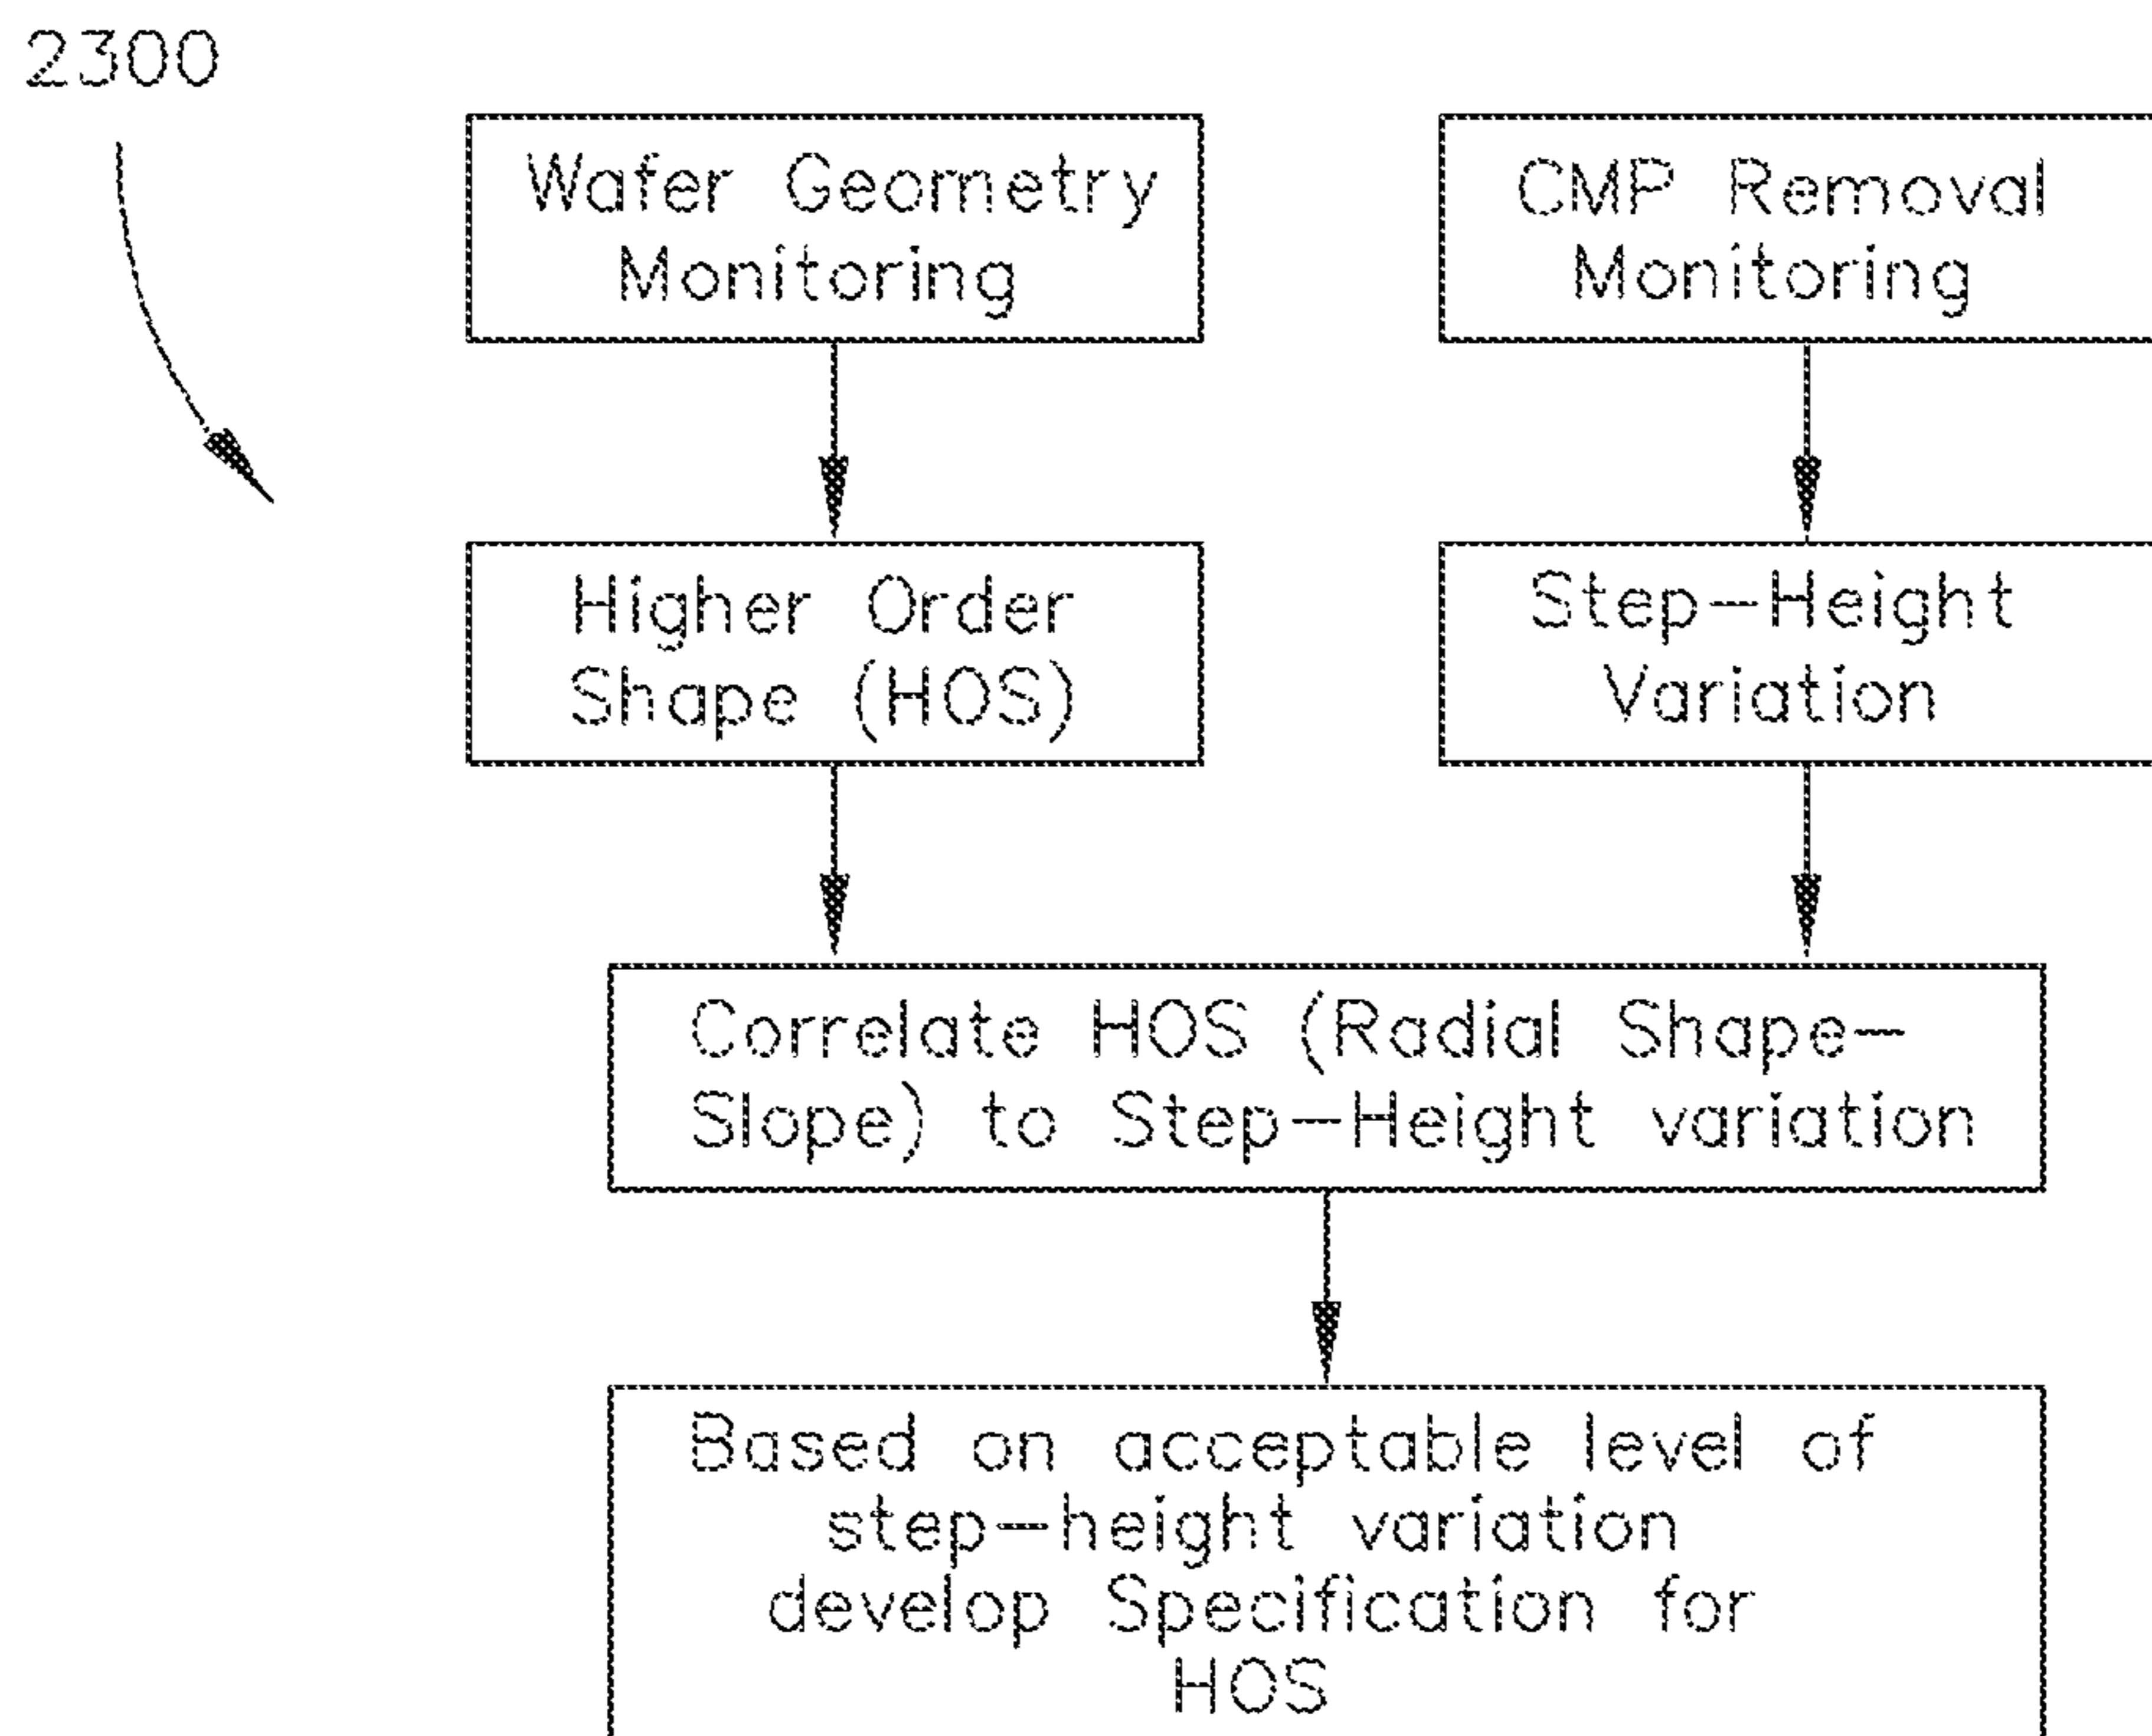 2300
Wafer Geometry
Monitoring
CMP Removal
Monitoring
Higher Order
Shape (HOS)
Step-Height
Variation
Correlate HOS (Radial Shape-
Slope) to Step-Height variation
Based on acceptable level of
step-height variation
develop Specification for
HOS